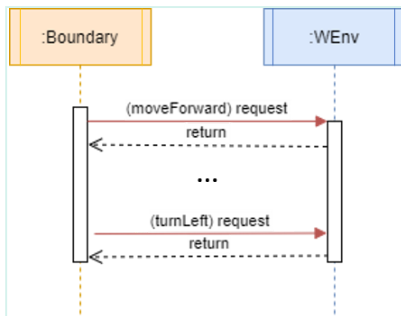 :Boundary :WEnv
(moveForward) request
return
...
(turnLeft) request
return